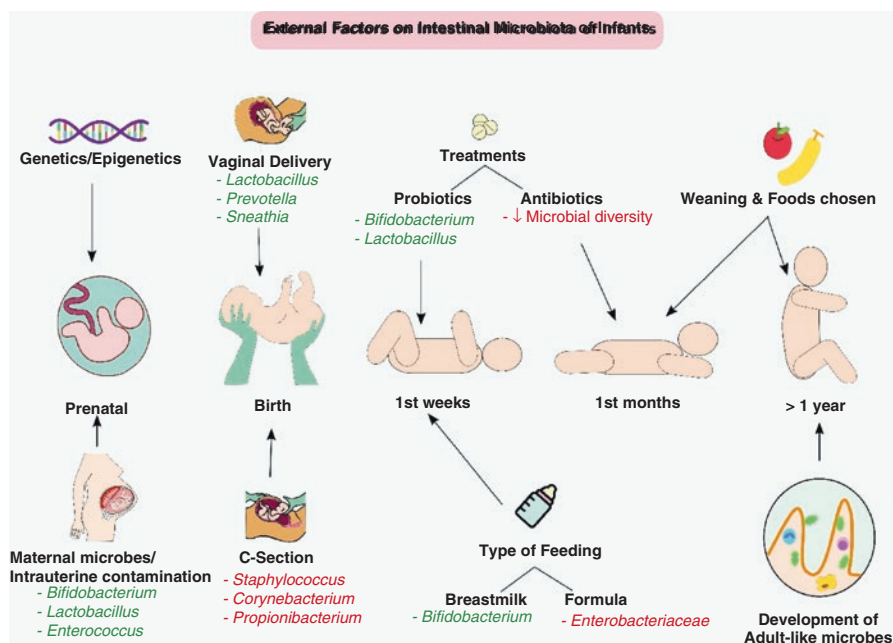 External Factors on Intestinal Microbiota of Infants
Genetics/Epigenetics
Vaginal Delivery
- Lactobacillus
- Prevotella
- Sneathia
Treatments
Probiotics
- Bifidobacterium
- Lactobacillus
Antibiotics
- ↓ Microbial diversity
Weaning & Foods chosen
Prenatal
Birth
1st weeks
1st months
> 1 year
Maternal microbes/
Intrauterine contamination
- Bifidobacterium
- Lactobacillus
- Enterococcus
C-Section
- Staphylococcus
- Corynebacterium
- Propionibacterium
Type of Feeding
Breastmilk
- Bifidobacterium
Formula
- Enterobacteriaceae
Development of
Adult-like microbes